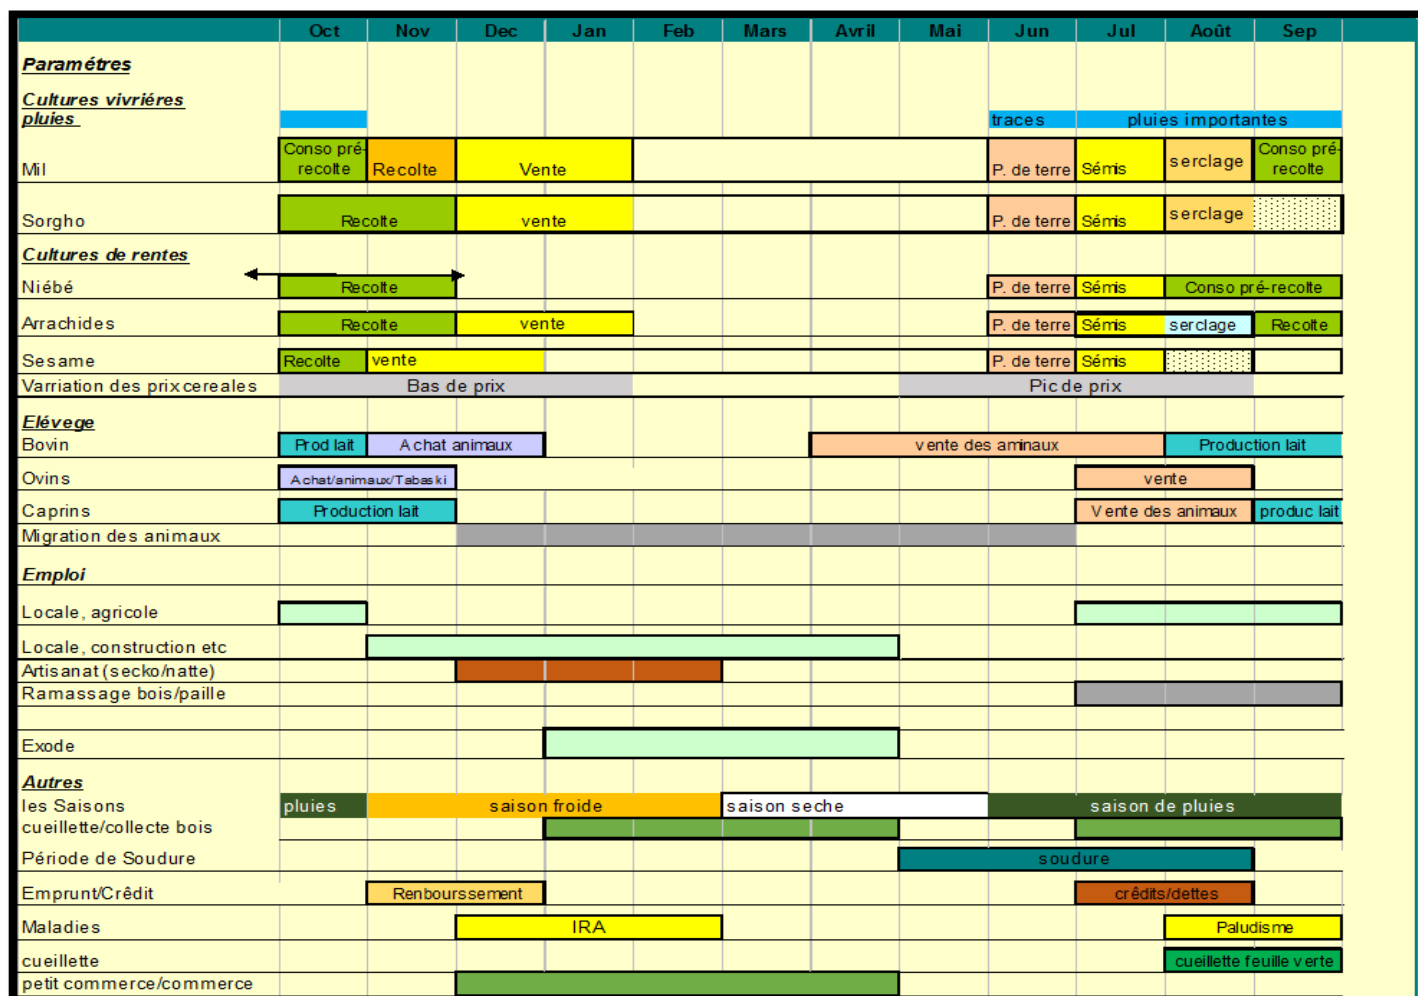 Oct Nov Dec Jan Feb Mars Avril Mai Jun Jul Août Sep
Paramétres
Cultures vivriéres
pluies traces pluies importantes
Conso pré- Conso pré-
Mil recolte Recolte Vente P. de terre Sémis serclage recolte
Sorgho Recolte vente P. de terre Sémis serclage
Cultures de rentes
Niébé Recolte P. de terre Sémis Conso pré-recolte
Arrachides Recolte vente P. de terre Sémis serclage Recolte
Sesame Recolte vente P. de terre Sémis
Varriation des prix cereales Bas de prix Pic de prix
Elévege
Bovin Prod lait Achat animaux vente des aminaux Production lait
Ovins Achat/animaux/Tabaski vente
Caprins Production lait Vente des animaux produc lait
Migration des animaux
Emploi
Locale, agricole
Locale, construction etc
Artisanat (secko/natte)
Ramassage bois/paille
Exode
Autres
les Saisons pluies saison froide saison seche saison de pluies
cueillette/collecte bois
Période de Soudure soudure
Emprunt/Crêdit Renbourssement crêdits/dettes
Maladies IRA Paludisme
cueillette cueillette feuille verte
petit commerce/commerce